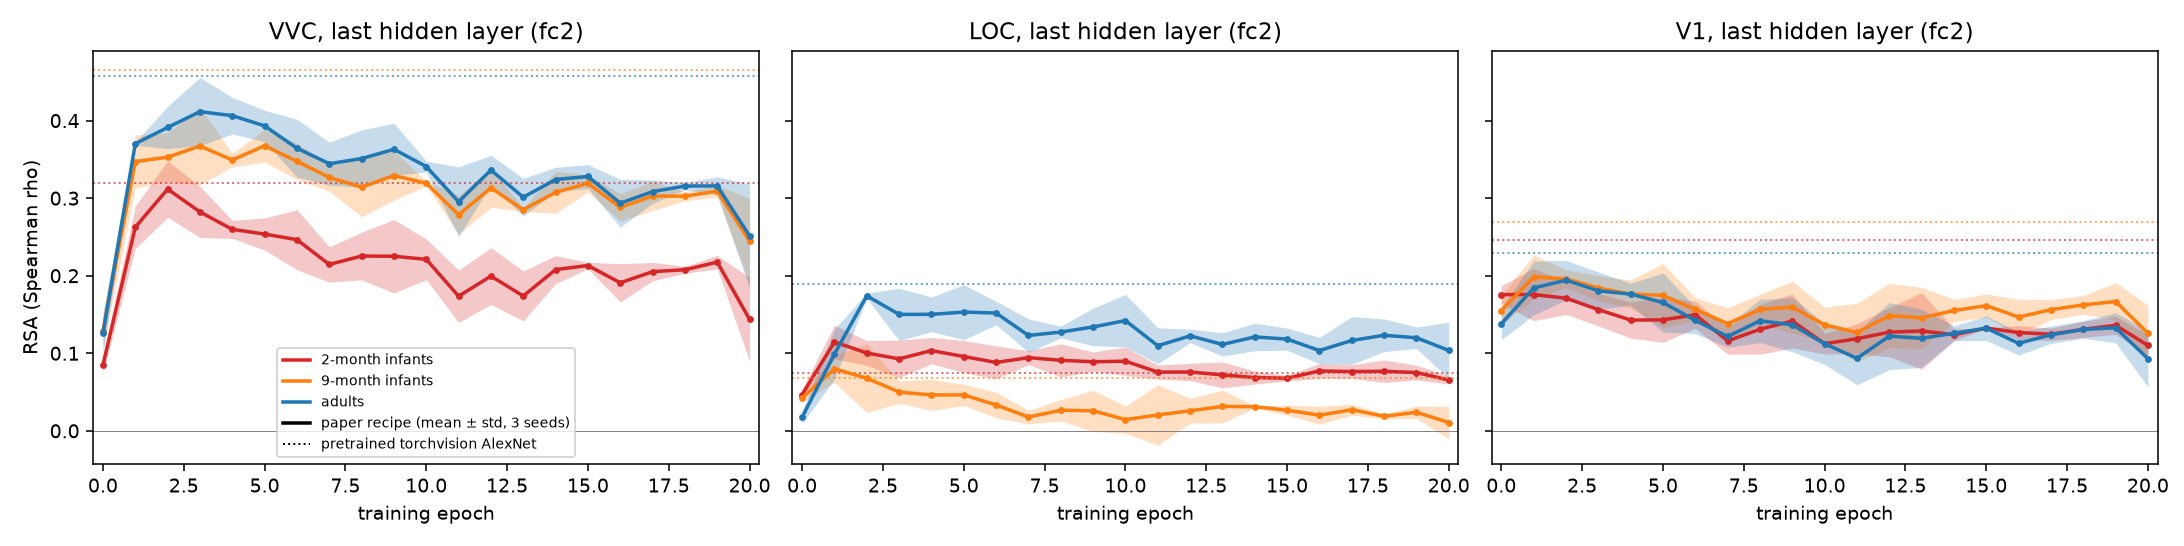 VVC, last hidden layer (fc2)
LOC, last hidden layer (fc2)
V1, last hidden layer (fc2)
RSA (Spearman rho)
0.4
0.3
0.2
0.1
0.0
2-month infants
9-month infants
adults
paper recipe (mean ± std, 3 seeds)
pretrained torchvision AlexNet
0.0 2.5 5.0 7.5 10.0 12.5 15.0 17.5 20.0
0.0 2.5 5.0 7.5 10.0 12.5 15.0 17.5 20.0
0.0 2.5 5.0 7.5 10.0 12.5 15.0 17.5 20.0
training epoch
training epoch
training epoch